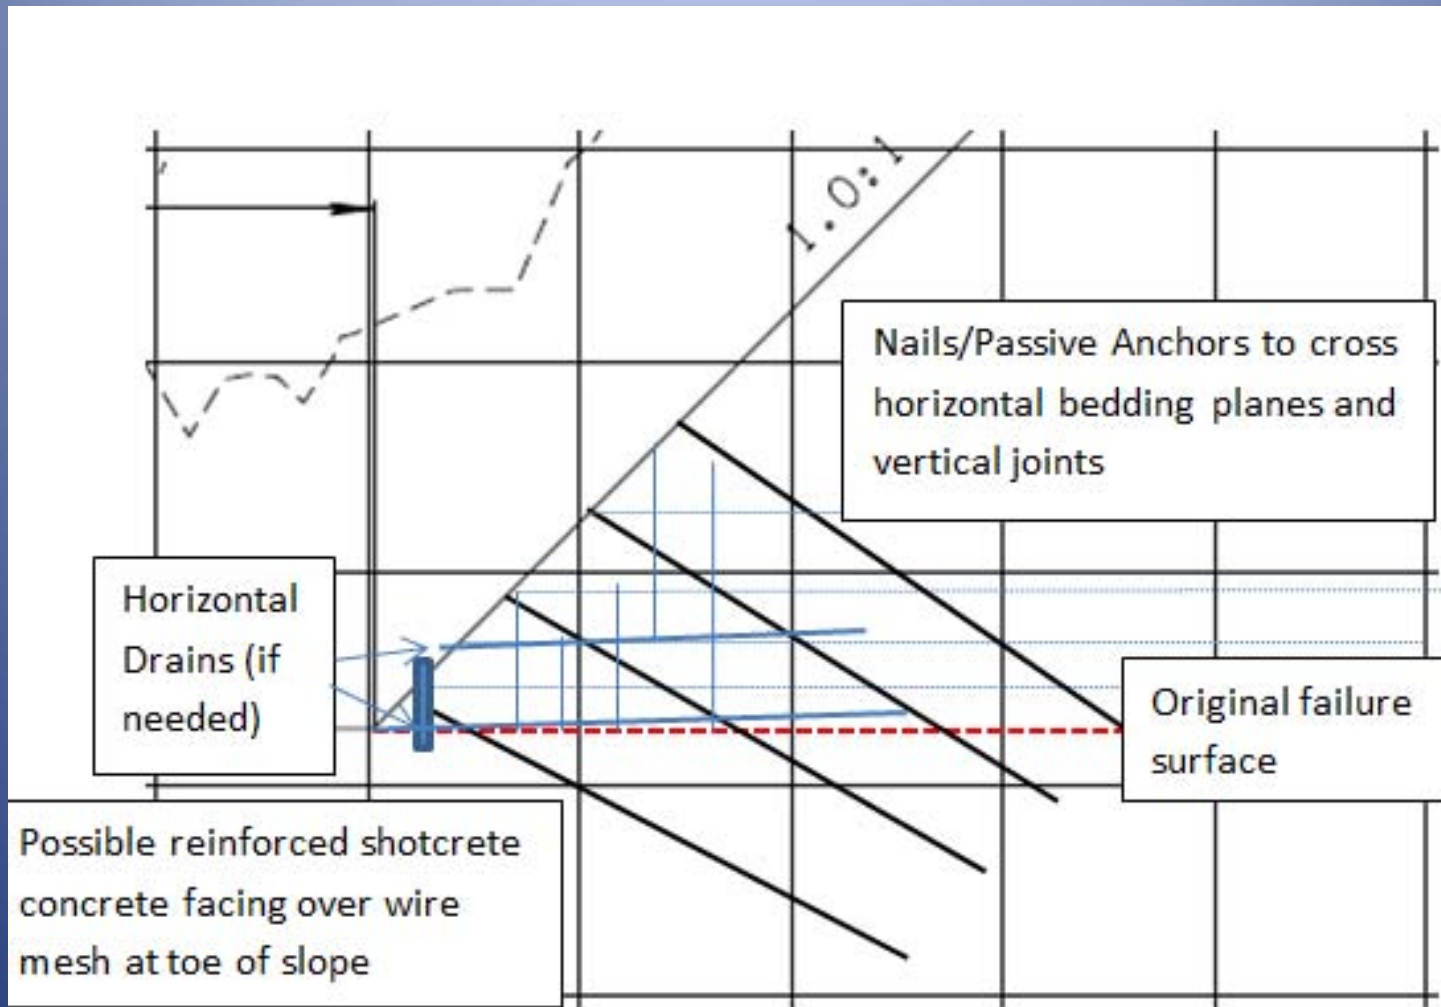 1.0:1
Nails/Passive Anchors to cross
horizontal bedding planes and
vertical joints
Horizontal
Drains (if
needed)
Original failure
surface
Possible reinforced shotcrete
concrete facing over wire
mesh at toe of slope